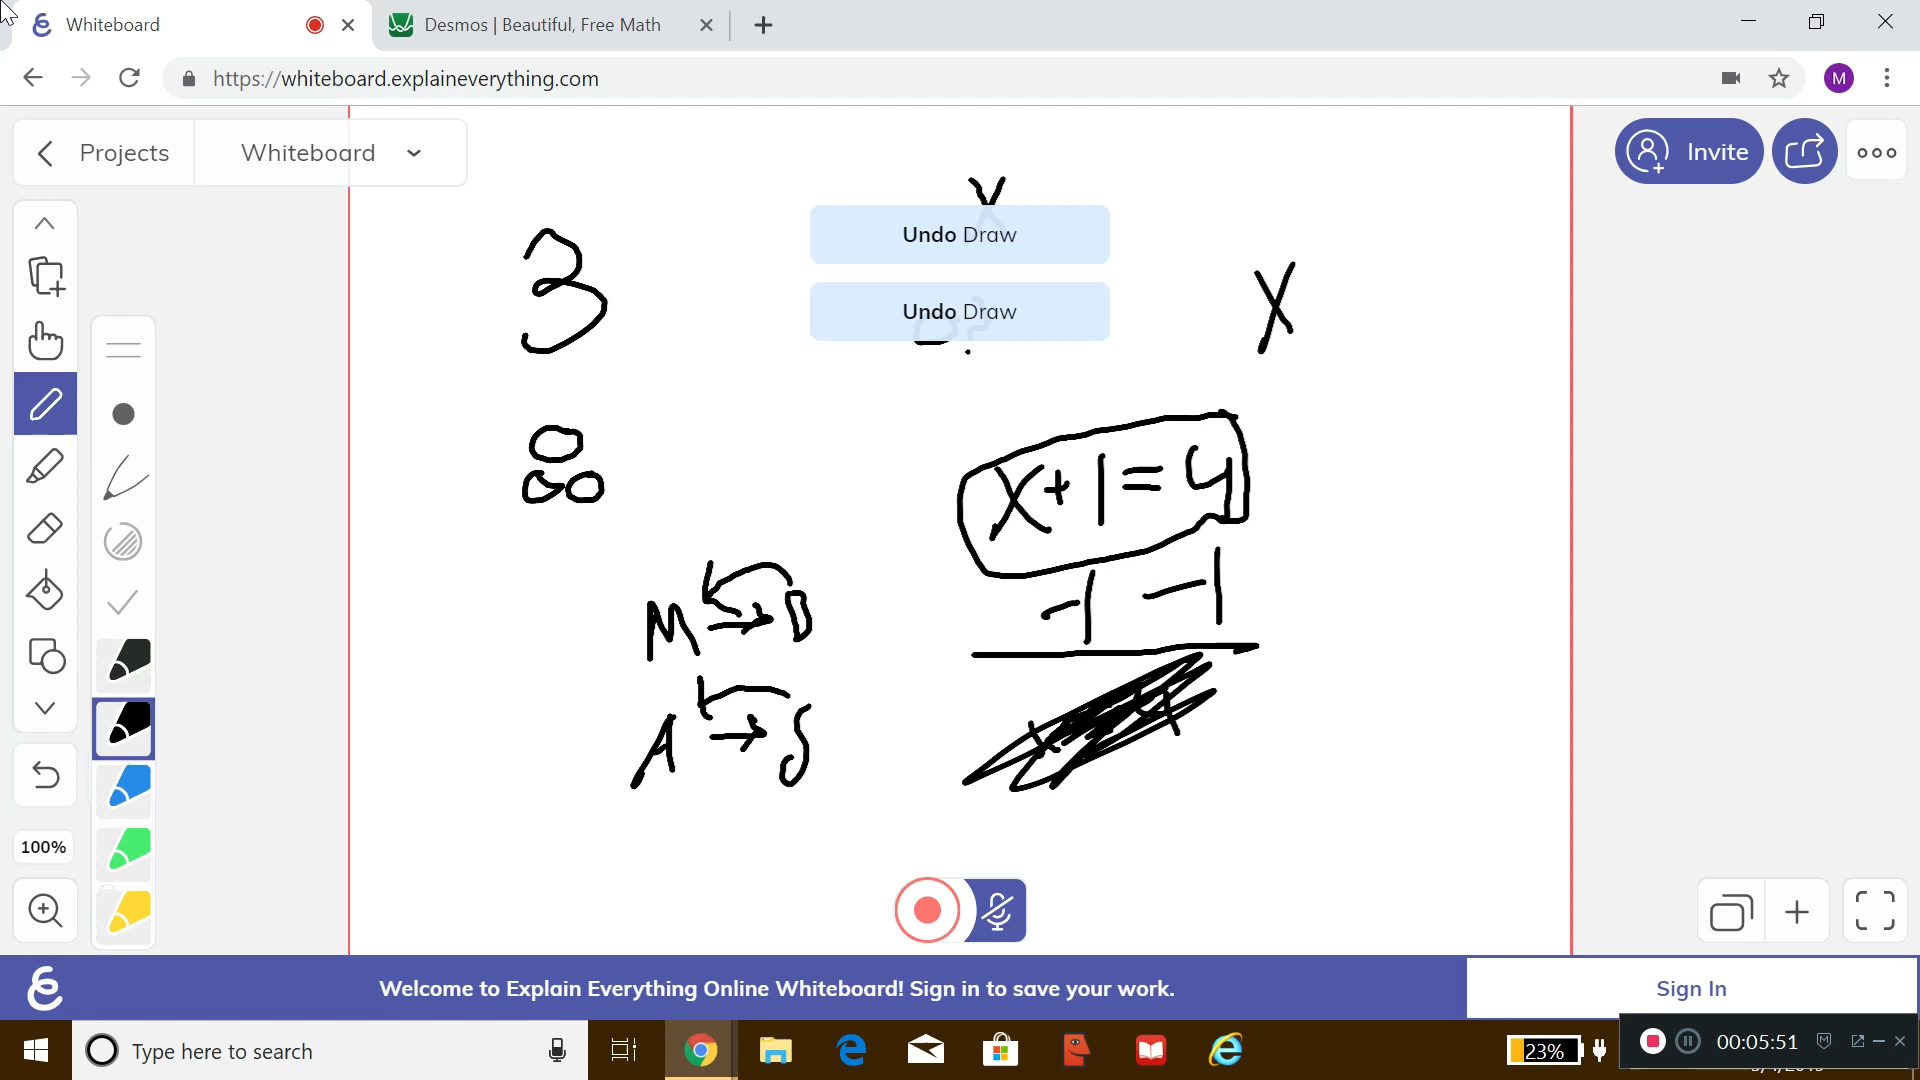 Whiteboard
Desmos | Beautiful, Free Math
https://whiteboard.explaineverything.com
M
Projects
Whiteboard
Invite
x
Undo Draw
Undo Draw
?
3
X
x+1=4
-1 -1
M → D
A → S
100%
Welcome to Explain Everything Online Whiteboard! Sign in to save your work.
Sign In
Type here to search
23%
00:05:51